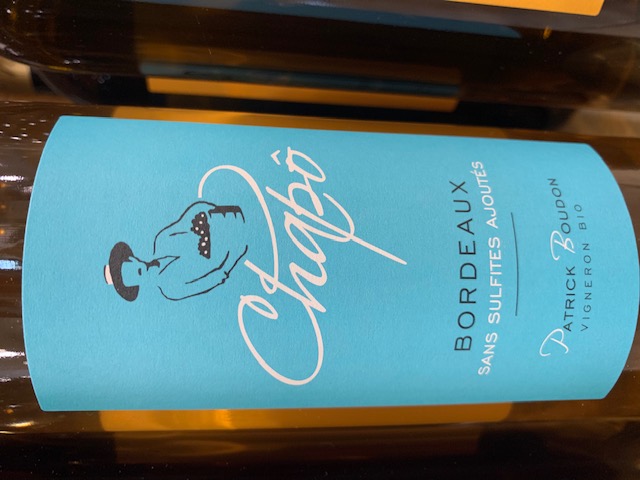 Chapô
BORDEAUX
SANS SULFITES AJOUTÉS
PATRICK BOUDON
VIGNERON BIO